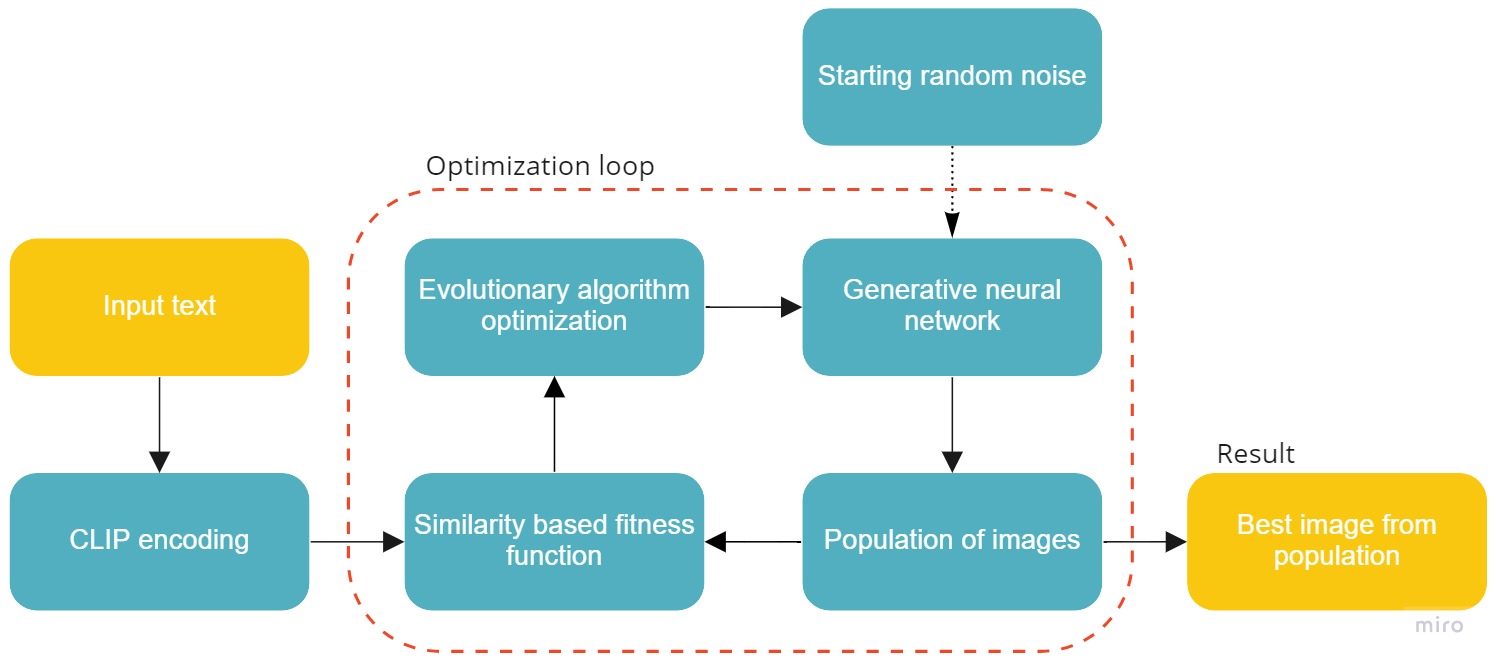 Starting random noise
Optimization loop
Input text
Evolutionary algorithm
optimization
Generative neural
network
Result
CLIP encoding
Similarity based fitness
function
Population of images
Best image from
population
miro